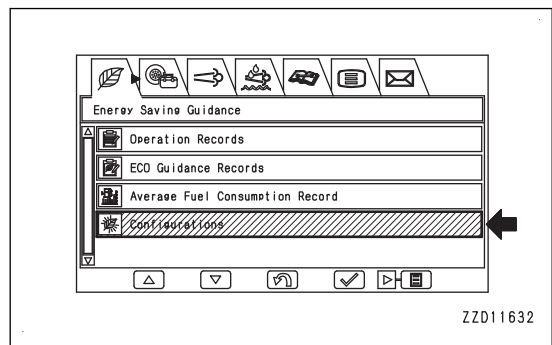 Energy Saving Guidance
Operation Records
ECO Guidance Records
Average Fuel Consumption Record
Configurations
ZZD11632